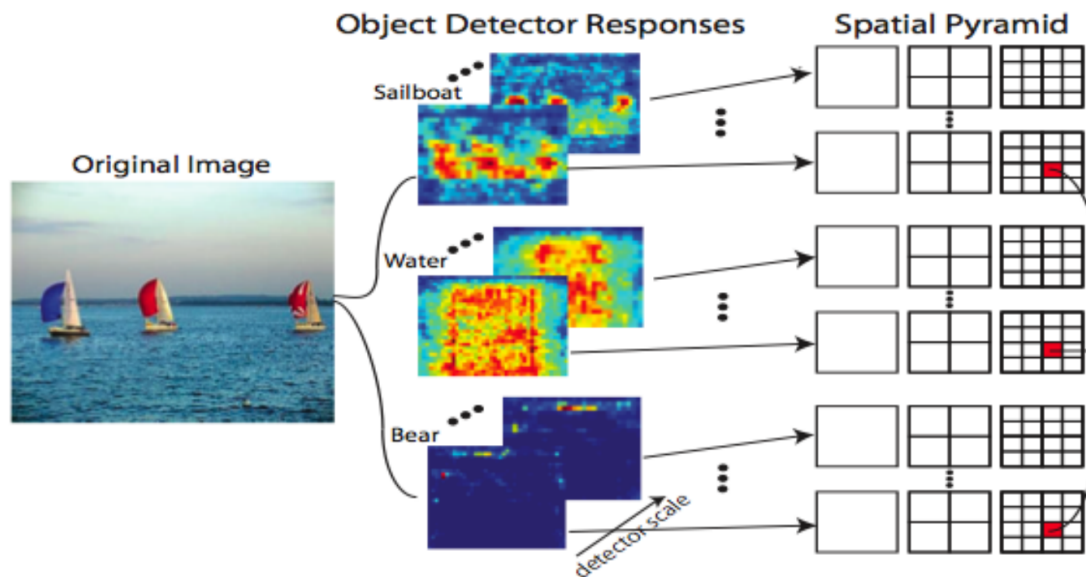 Object Detector Responses
Spatial Pyramid
Sailboat
Original Image
Water
Bear
detector scale